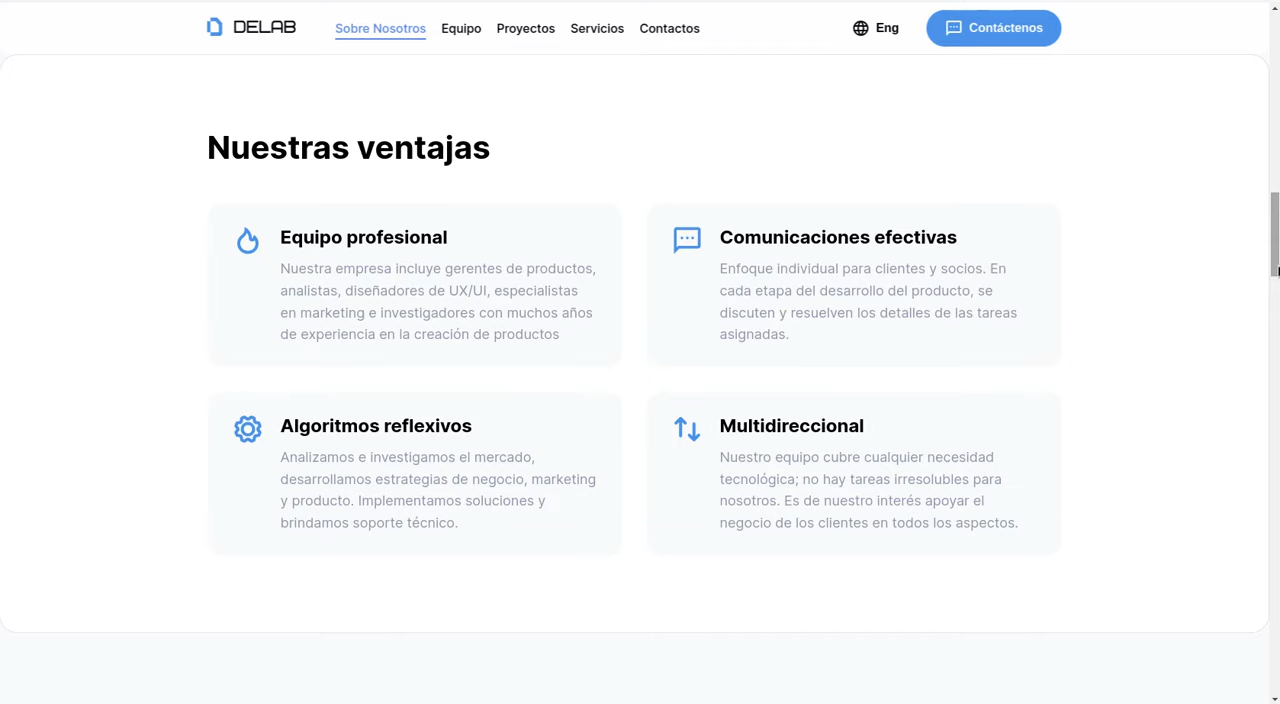 DELAB
Sobre Nosotros Equipo Proyectos Servicios Contactos
Eng
Contáctenos
Nuestras ventajas
Equipo profesional
Nuestra empresa incluye gerentes de productos,
analistas, diseñadores de UX/UI, especialistas
en marketing e investigadores con muchos años
de experiencia en la creación de productos
Comunicaciones efectivas
Enfoque individual para clientes y socios. En
cada etapa del desarrollo del producto, se
discuten y resuelven los detalles de las tareas
asignadas.
Algoritmos reflexivos
Analizamos e investigamos el mercado,
desarrollamos estrategias de negocio, marketing
y producto. Implementamos soluciones y
brindamos soporte técnico.
Multidireccional
Nuestro equipo cubre cualquier necesidad
tecnológica; no hay tareas irresolubles para
nosotros. Es de nuestro interés apoyar el
negocio de los clientes en todos los aspectos.